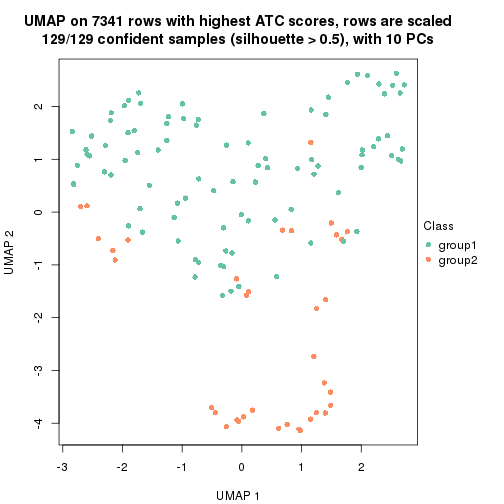 UMAP on 7341 rows with highest ATC scores, rows are scaled
129/129 confident samples (silhouette > 0.5), with 10 PCs
UMAP 2
2
1
0
-1
-2
-3
-4
-3
-2
-1
0
1
2
UMAP 1
Class
group1
group2